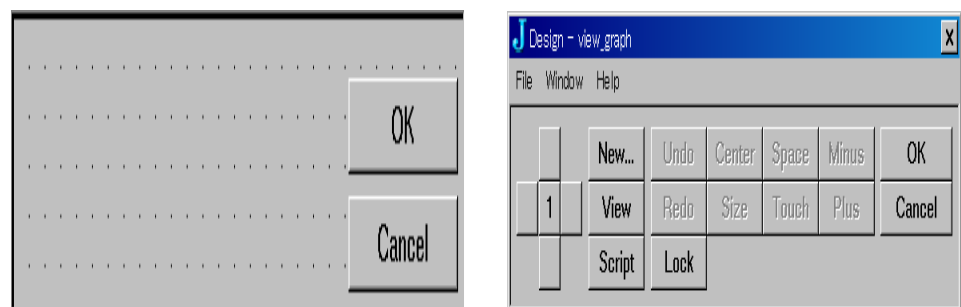 OK
Cancel
J Design - view_graph X
File Window Help
New... Undo Center Space Minus OK
1 View Redo Size Touch Plus Cancel
Script Lock